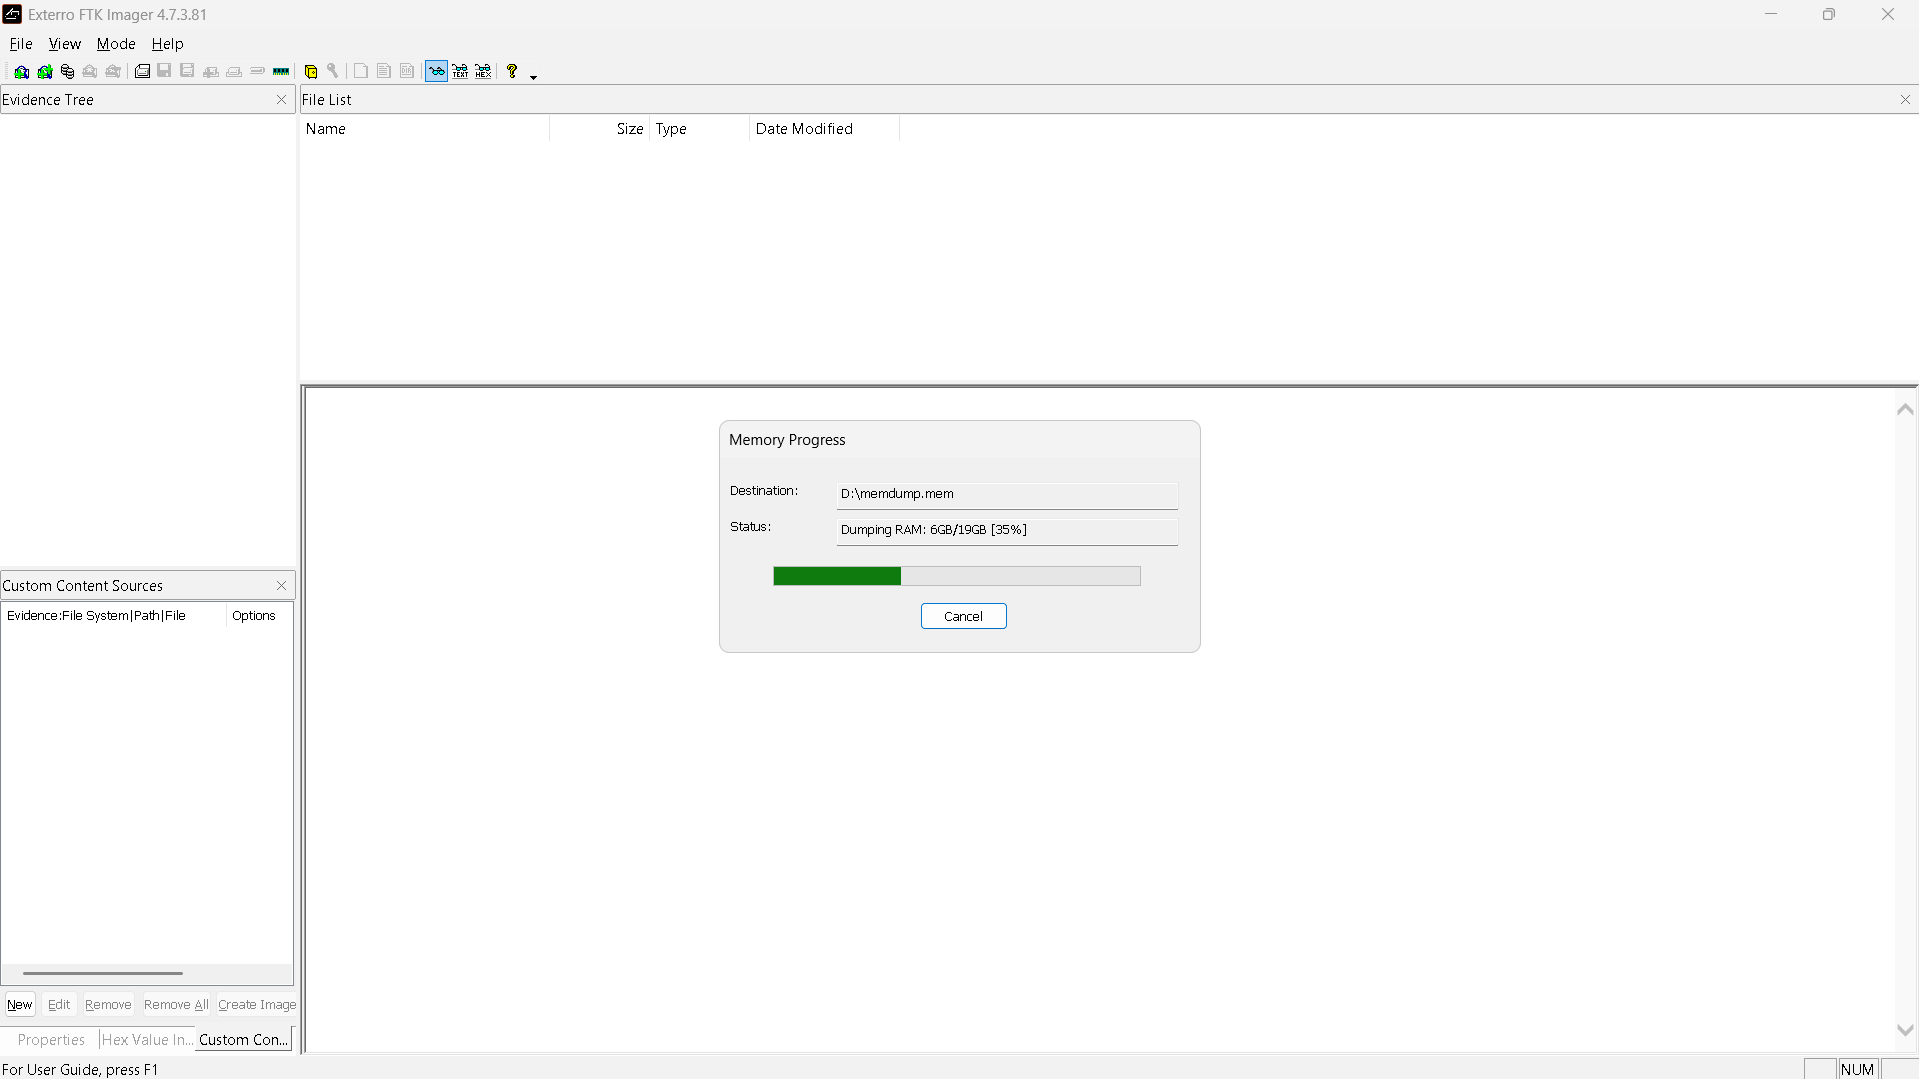 Exterro FTK Imager 4.7.3.81
File View Mode Help
TEXT HEX ?
Evidence Tree
File List
Name Size Type Date Modified
Memory Progress
Destination: D:\memdump.mem
Status: Dumping RAM: 6GB/19GB [35%]
Cancel
Custom Content Sources
Evidence:File System|Path|File Options
New Edit Remove Remove All Create Image
Properties Hex Value In... Custom Con...
For User Guide, press F1
NUM